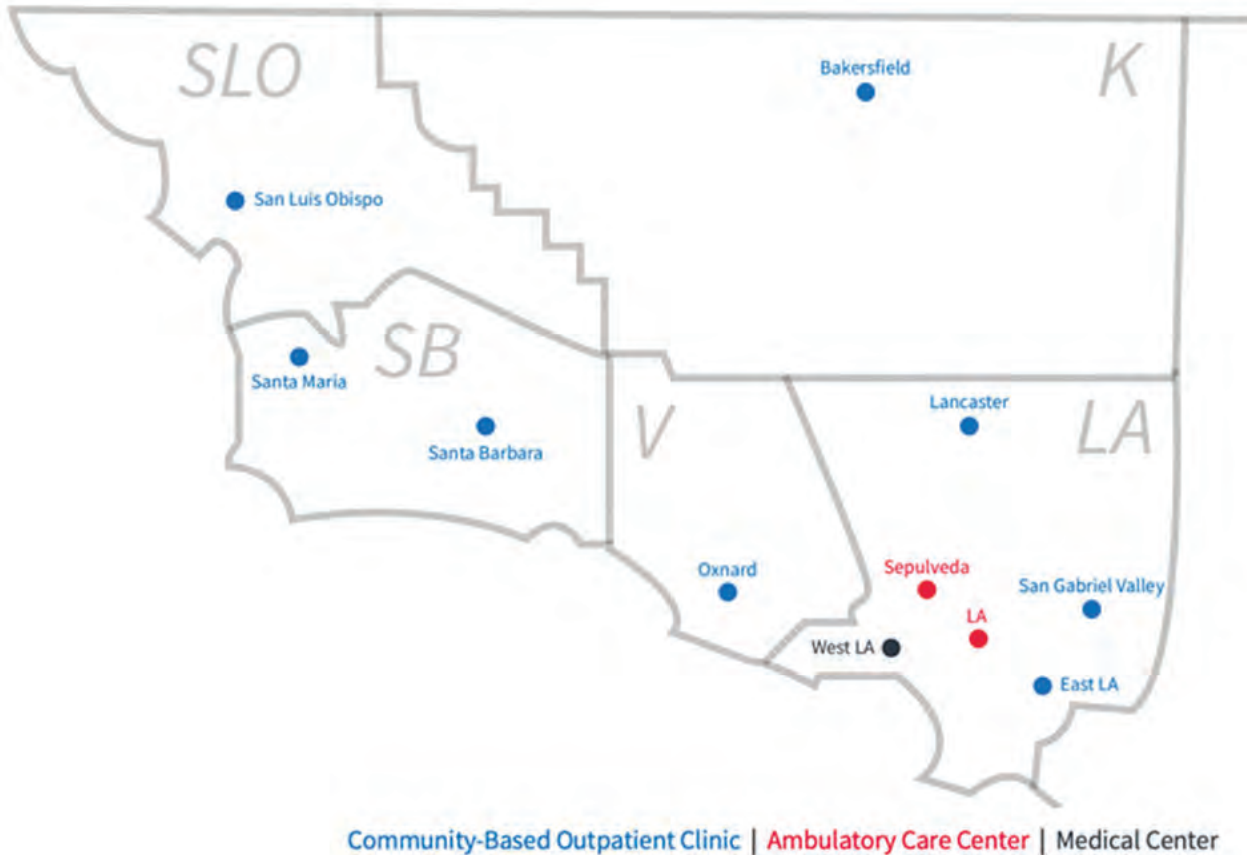 SLO
K
Bakersfield
San Luis Obispo
SB
Santa Maria
Santa Barbara
V
Lancaster
LA
Oxnard
Sepulveda
San Gabriel Valley
LA
West LA
East LA
Community-Based Outpatient Clinic | Ambulatory Care Center | Medical Center